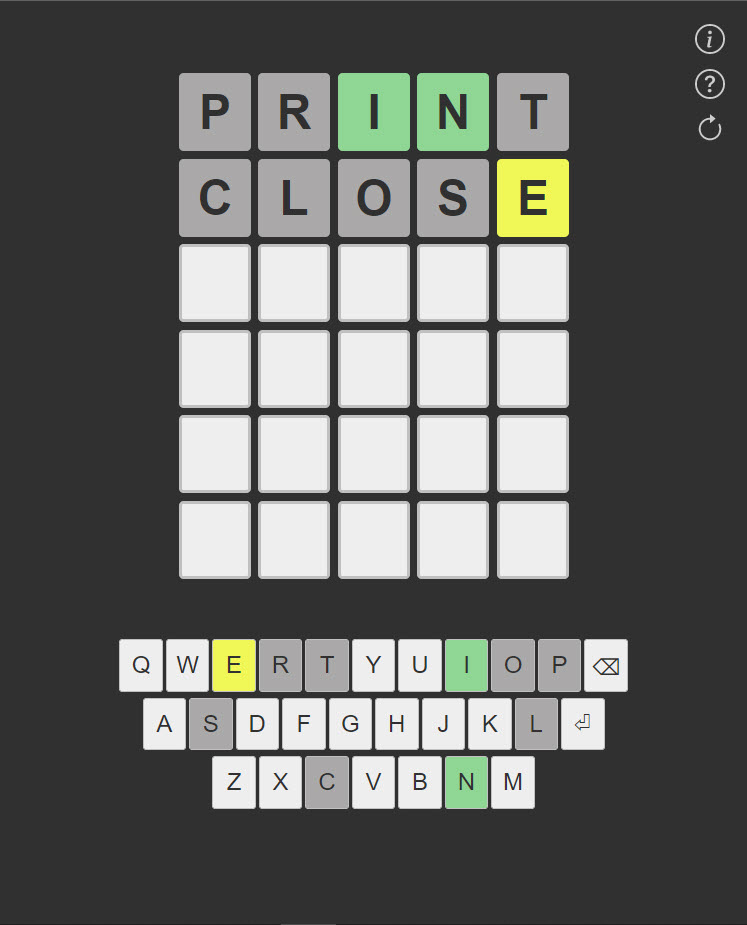 i
?
P R I N T
C L O S E
Q W E R T Y U I O P ⌫
A S D F G H J K L ⏎
Z X C V B N M